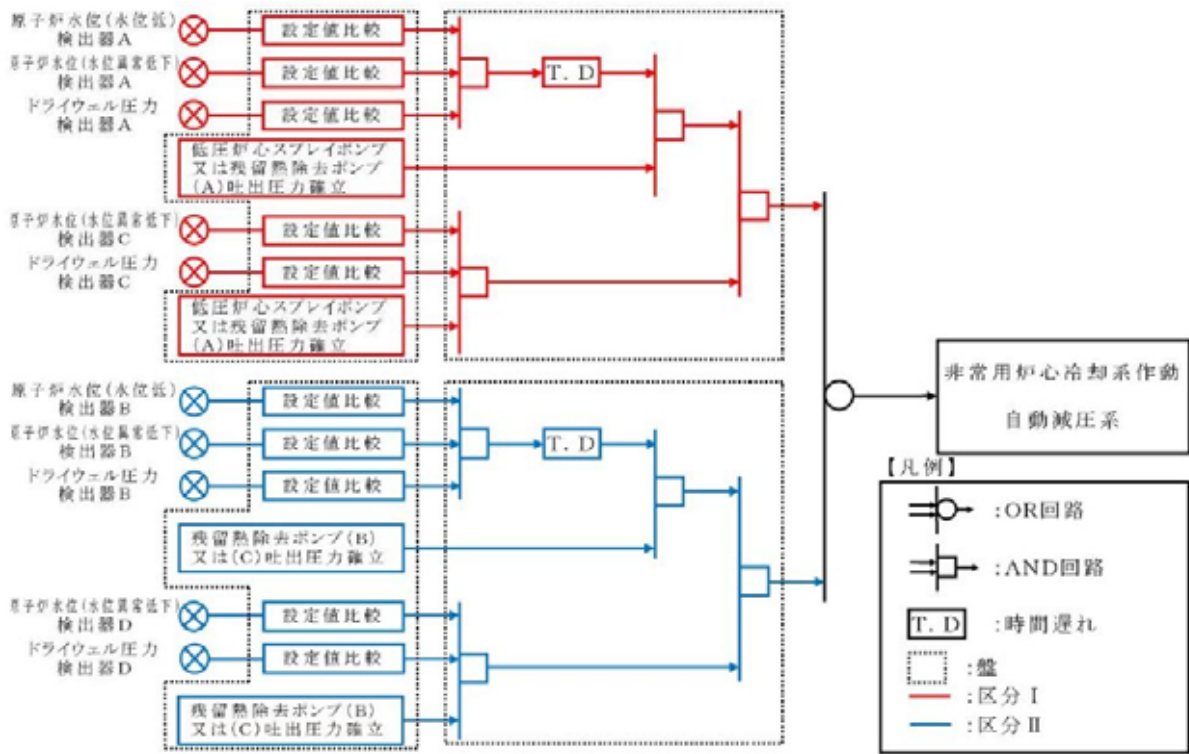 原子炉水位(水位低)
検出器A
設定値比較
原子炉水位(水位異常低下)
検出器A
設定値比較
T.D
ドライウェル圧力
検出器A
設定値比較
低圧炉心スプレイポンプ
又は残留熱除去ポンプ
(A)吐出圧力確立
原子炉水位(水位異常低下)
検出器C
設定値比較
ドライウェル圧力
検出器C
設定値比較
低圧炉心スプレイポンプ
又は残留熱除去ポンプ
(A)吐出圧力確立
原子炉水位(水位低)
検出器B
設定値比較
原子炉水位(水位異常低下)
検出器B
設定値比較
T.D
ドライウェル圧力
検出器B
設定値比較
残留熱除去ポンプ(B)
又は(C)吐出圧力確立
原子炉水位(水位異常低下)
検出器D
設定値比較
ドライウェル圧力
検出器D
設定値比較
残留熱除去ポンプ(B)
又は(C)吐出圧力確立
非常用炉心冷却系作動
自動減圧系
【凡例】
:OR回路
:AND回路
T.D :時間遅れ
:盤
:区分Ⅰ
:区分Ⅱ